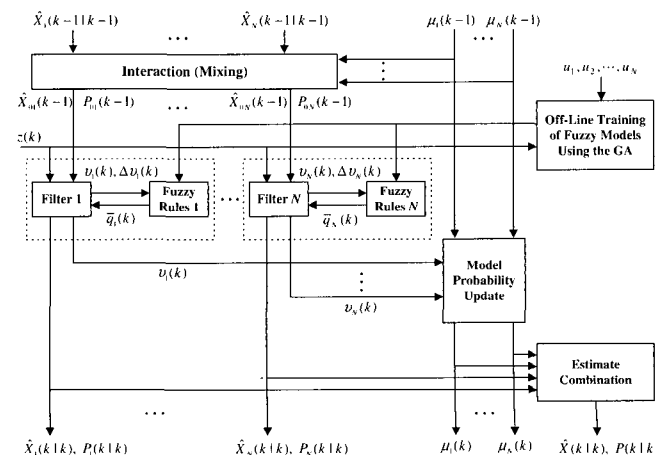 X̂₁(k−1|k−1) X̂_N(k−1|k−1) μ₁(k−1) μ_N(k−1)
... ...
u₁, u₂, ⋯, u_N
Interaction (Mixing)
X̂₀₁(k−1) P₀₁(k−1) ... X̂₀N(k−1) P₀N(k−1)
Off-Line Training
of Fuzzy Models
Using the GA
z(k)
υ₁(k), Δυ₁(k) υ_N(k), Δυ_N(k)
Filter 1 Fuzzy
Rules 1 ... Filter N Fuzzy
Rules N
q̄₁(k) q̄_N(k)
υ₁(k)
Model
Probability
Update
υ_N(k)
Estimate
Combination
... ...
X̂₁(k|k), P₁(k|k) X̂_N(k|k), P_N(k|k) μ₁(k) μ_N(k) X̂(k|k), P(k|k